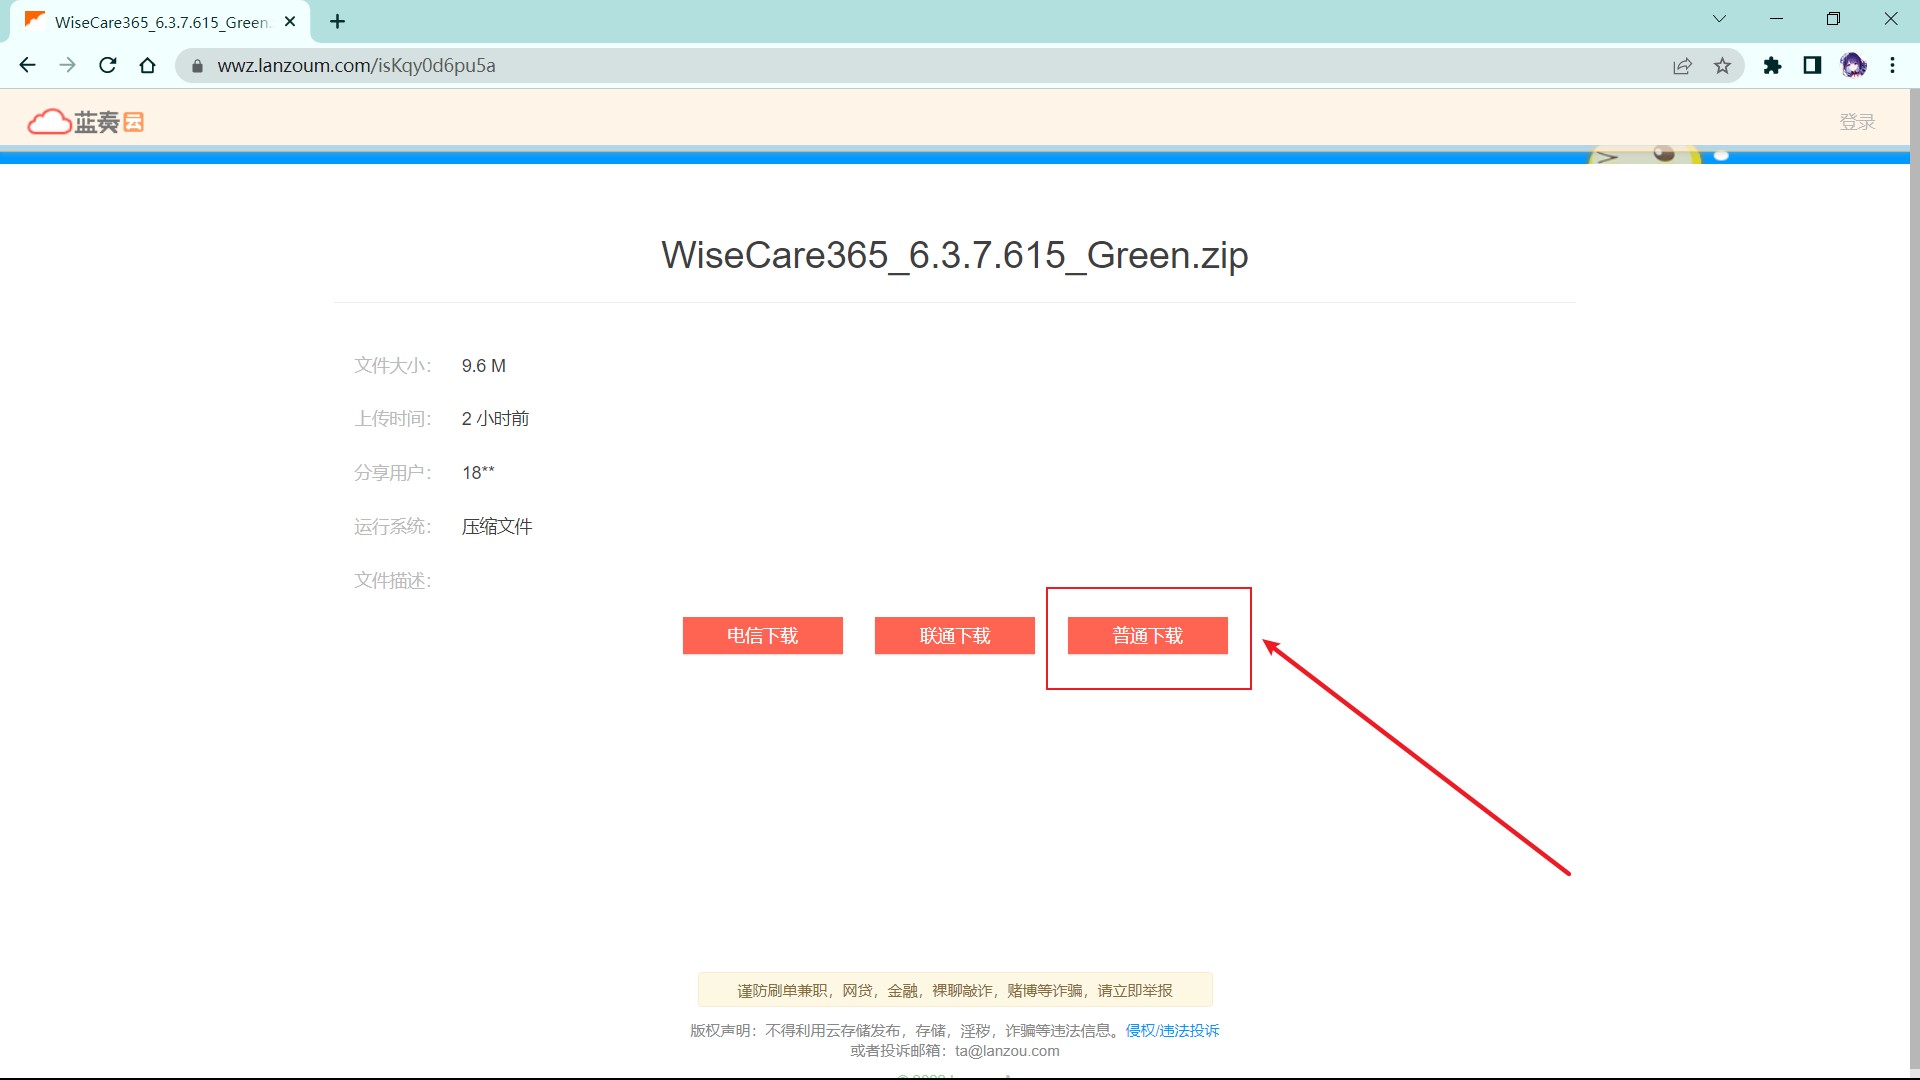 WiseCare365_6.3.7.615_Green.
wwz.lanzoum.com/isKqy0d6pu5a
蓝奏云
登录
WiseCare365_6.3.7.615_Green.zip
文件大小： 9.6 M
上传时间： 2 小时前
分享用户： 18**
运行系统： 压缩文件
文件描述：
电信下载 联通下载 普通下载
谨防刷单兼职，网贷，金融，裸聊敲诈，赌博等诈骗，请立即举报
版权声明：不得利用云存储发布，存储，淫秽，诈骗等违法信息。侵权/违法投诉
或者投诉邮箱：ta@lanzou.com